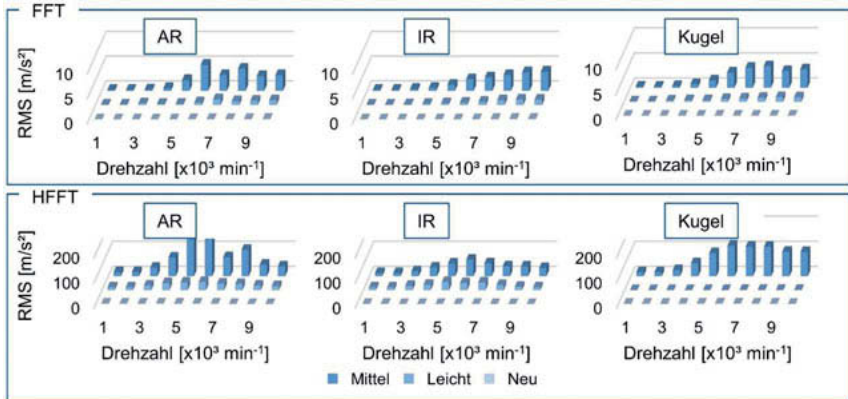 FFT
AR IR Kugel
RMS [m/s²]
10 10 10
5 5 5
0 0 0
1 3 5 7 9 1 3 5 7 9 1 3 5 7 9
Drehzahl [x10³ min⁻¹] Drehzahl [x10³ min⁻¹] Drehzahl [x10³ min⁻¹]
HFFT
AR IR Kugel
RMS [m/s²]
200 200 200
100 100 100
0 0 0
1 3 5 7 9 1 3 5 7 9 1 3 5 7 9
Drehzahl [x10³ min⁻¹] Drehzahl [x10³ min⁻¹] Drehzahl [x10³ min⁻¹]
Mittel Leicht Neu